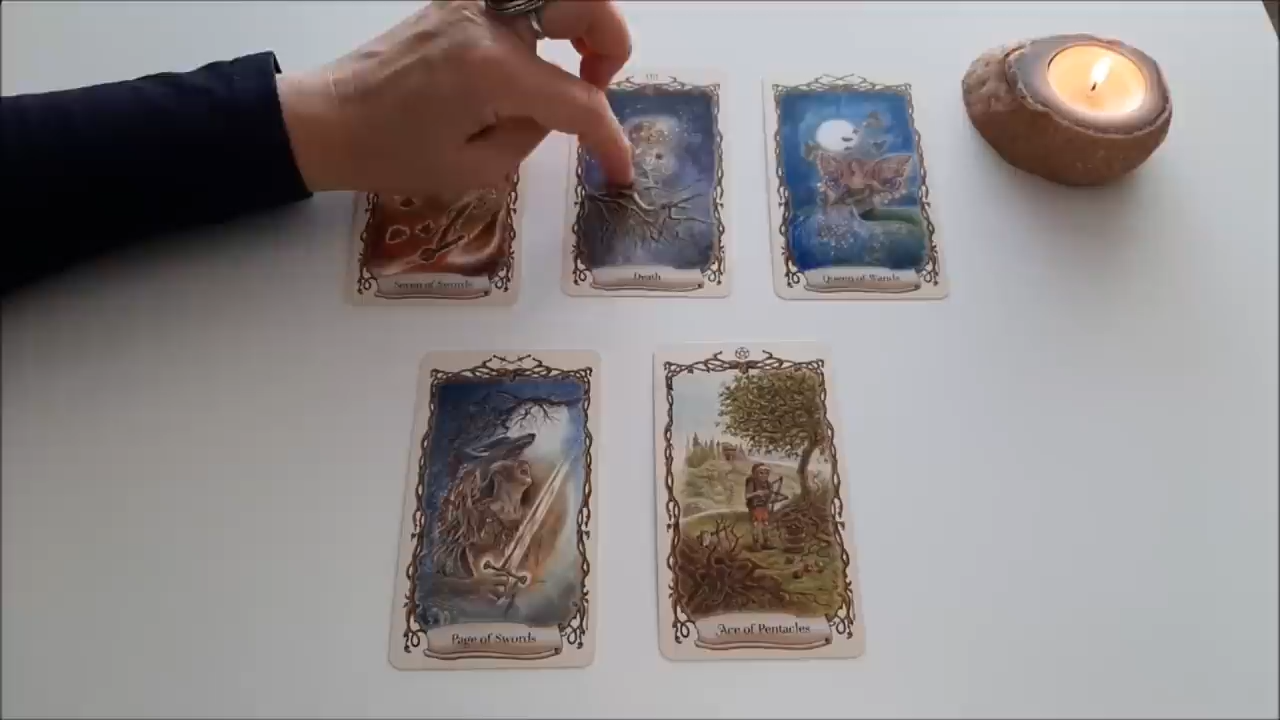 Seven of Swords
Death
Queen of Wands
Page of Swords
Ace of Pentacles